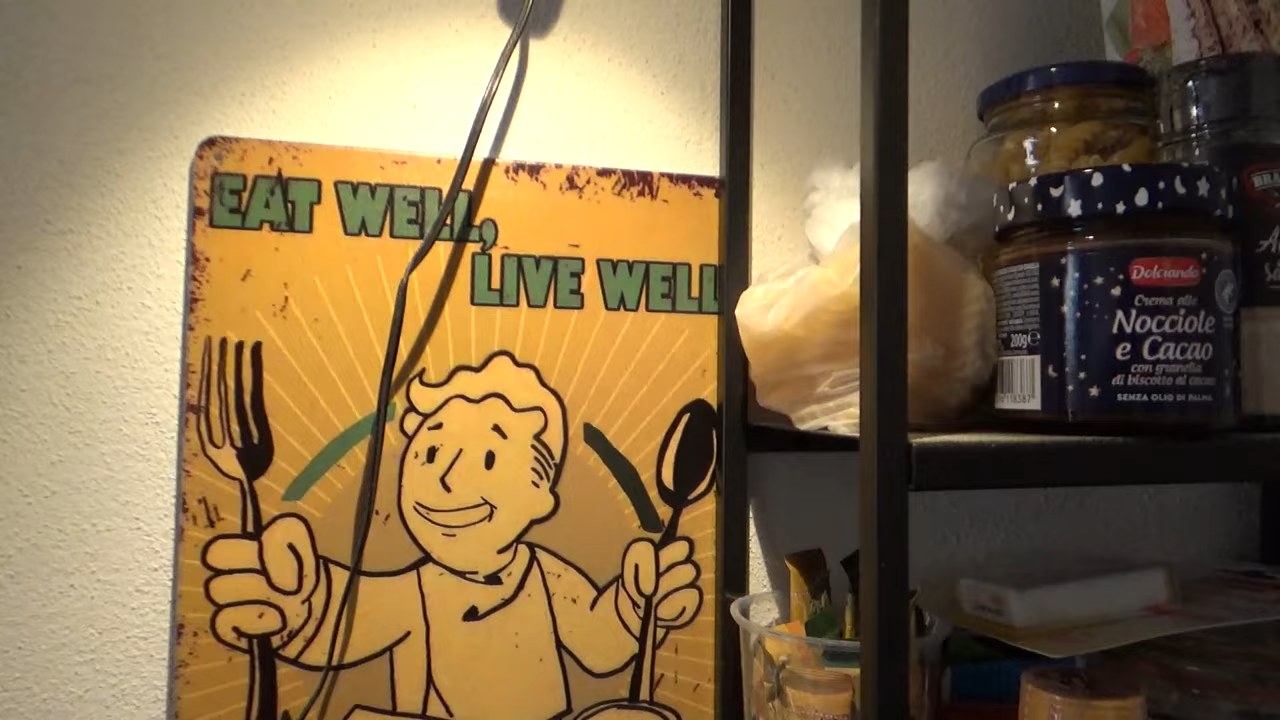 EAT WELL,
LIVE WELL
Dolciando
Crema alle
Nocciole
e Cacao
con granella
di biscotto al cacao
SENZA OLIO DI PALMA
200g e